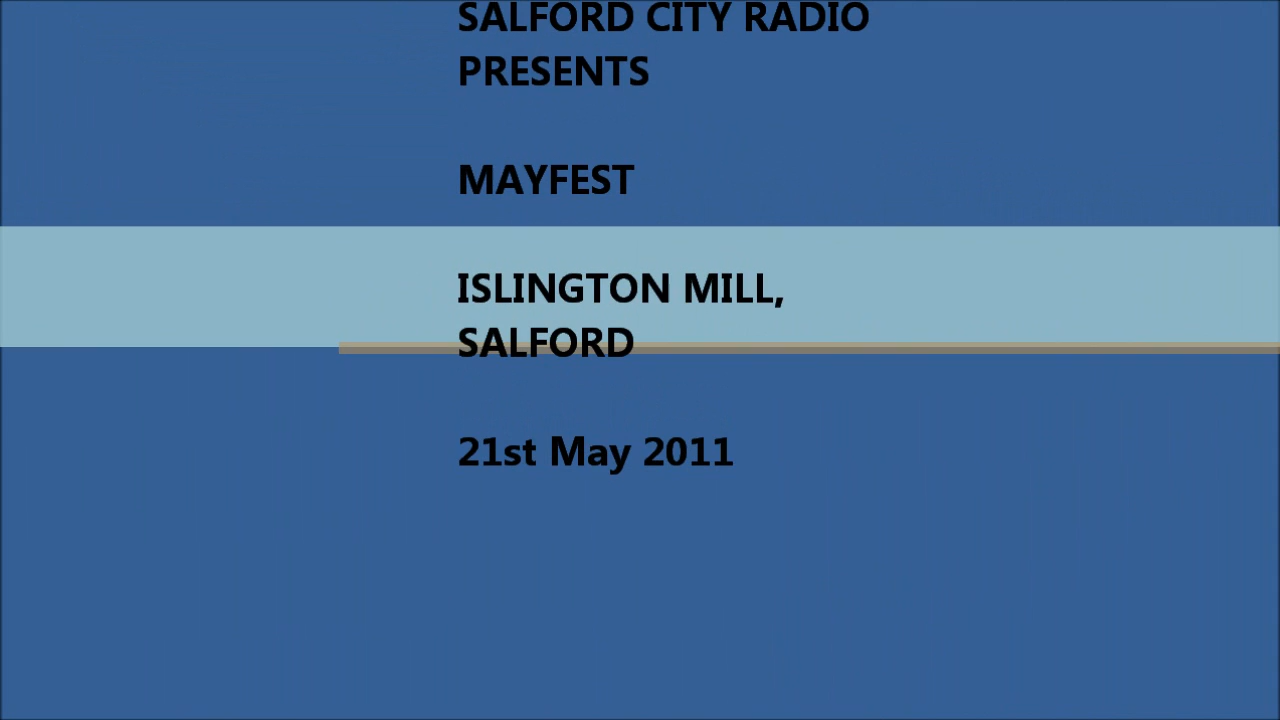 SALFORD CITY RADIO
PRESENTS
MAYFEST
ISLINGTON MILL,
SALFORD
21st May 2011